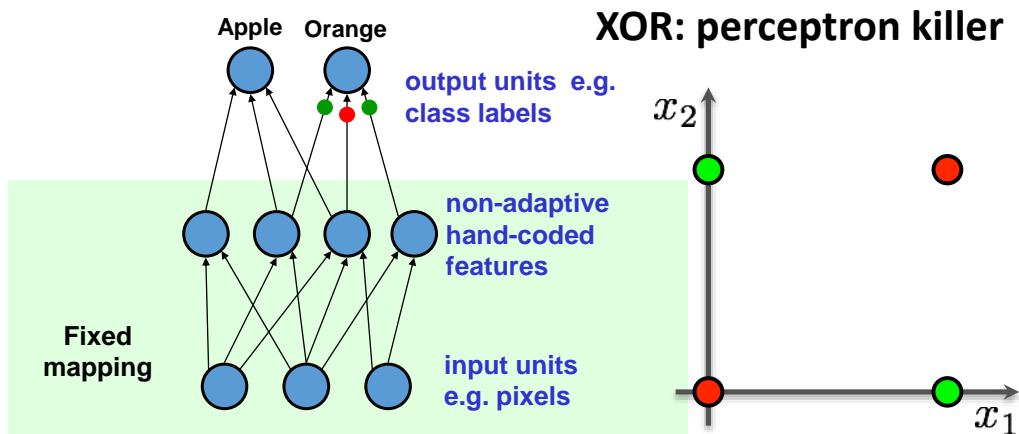 Apple Orange
output units e.g.
class labels
non-adaptive
hand-coded
features
Fixed
mapping
input units
e.g. pixels
XOR: perceptron killer
x₂
x₁